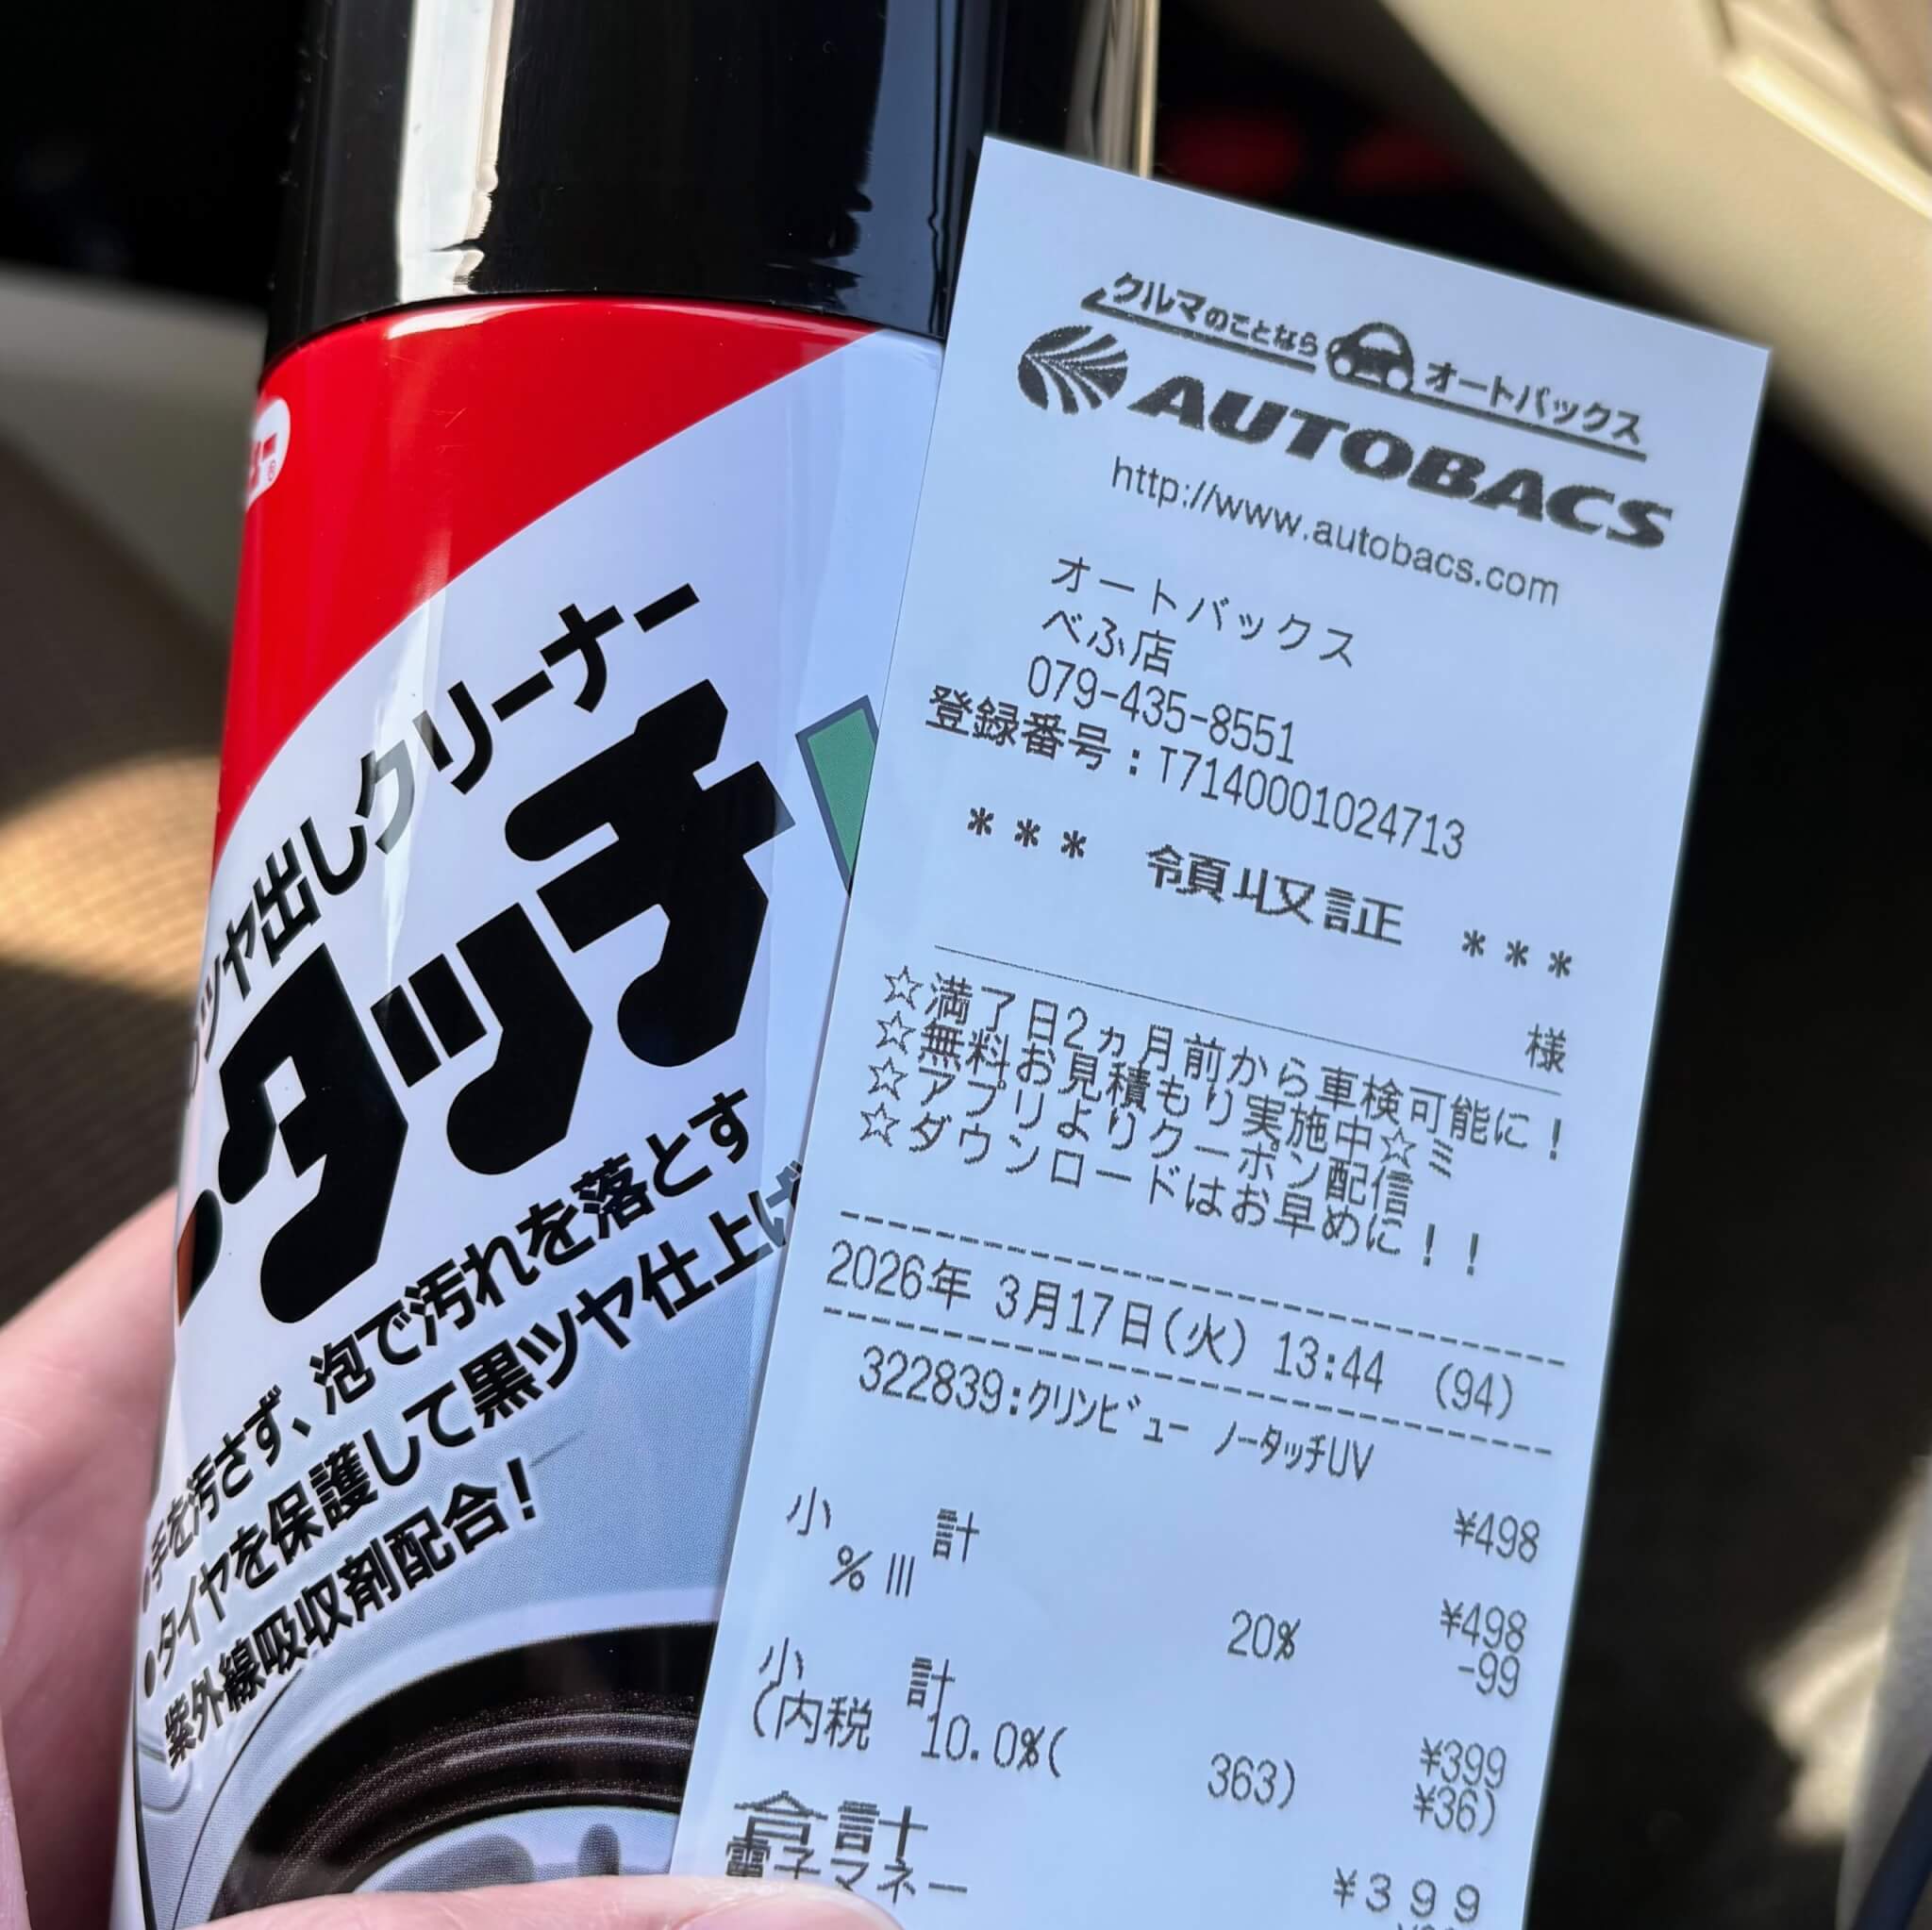 ツヤ出しクリーナー
タッチ
手を汚さず、泡で汚れを落とす
●タイヤを保護して黒ツヤ仕上げ
紫外線吸収剤配合!
クルマのことなら オートバックス
AUTOBACS
http://www.autobacs.com
オートバックス
べふ店
079-435-8551
登録番号:T7140001024713
*** 領収証 ***
様
☆満了日2ヵ月前から車検可能に!
☆無料お見積もり実施中☆ミ
☆アプリよりクーポン配信
☆ダウンロードはお早めに!!
2026年 3月17日(火) 13:44 (94)
322839:クリンビュー ノータッチUV
¥498
小 計 ¥498
%ⅠⅠⅠ 20% -99
小 計 ¥399
(内税 10.0%( 363) ¥36)
合計 ¥399
電子マネー